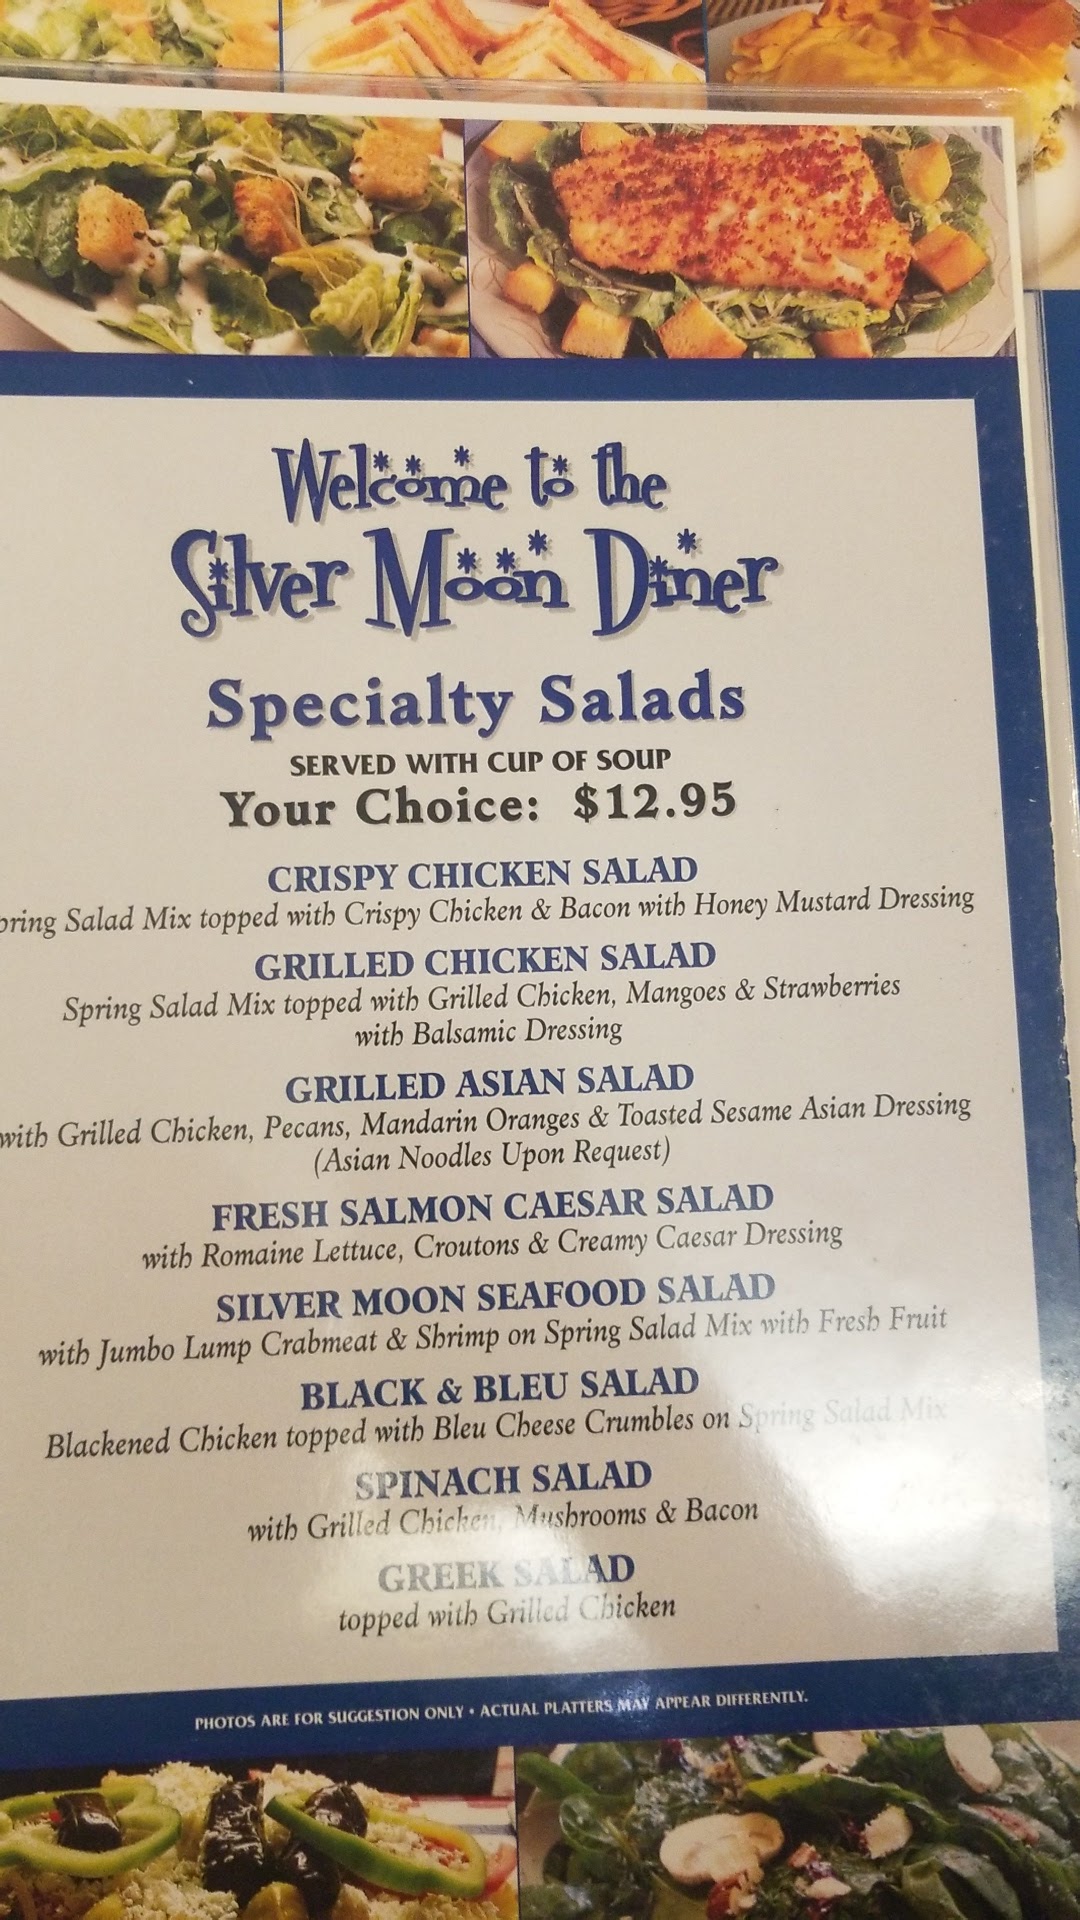 Welcome to the
Silver Moon Diner
Specialty Salads
SERVED WITH CUP OF SOUP
Your Choice: $12.95
CRISPY CHICKEN SALAD
Salad Mix topped with Crispy Chicken & Bacon with Honey Mustard Dressing
GRILLED CHICKEN SALAD
Spring Salad Mix topped with Grilled Chicken, Mangoes & Strawberries
with Balsamic Dressing
GRILLED ASIAN SALAD
with Grilled Chicken, Pecans, Mandarin Oranges & Toasted Sesame Asian Dressing
(Asian Noodles Upon Request)
FRESH SALMON CAESAR SALAD
with Romaine Lettuce, Croutons & Creamy Caesar Dressing
SILVER MOON SEAFOOD SALAD
with Jumbo Lump Crabmeat & Shrimp on Spring Salad Mix with Fresh Fruit
BLACK & BLEU SALAD
Blackened Chicken topped with Bleu Cheese Crumbles on Spring Salad Mix
SPINACH SALAD
with Grilled Chicken, Mushrooms & Bacon
GREEK SALAD
topped with Grilled Chicken
PHOTOS ARE FOR SUGGESTION ONLY • ACTUAL PLATTERS MAY APPEAR DIFFERENTLY.